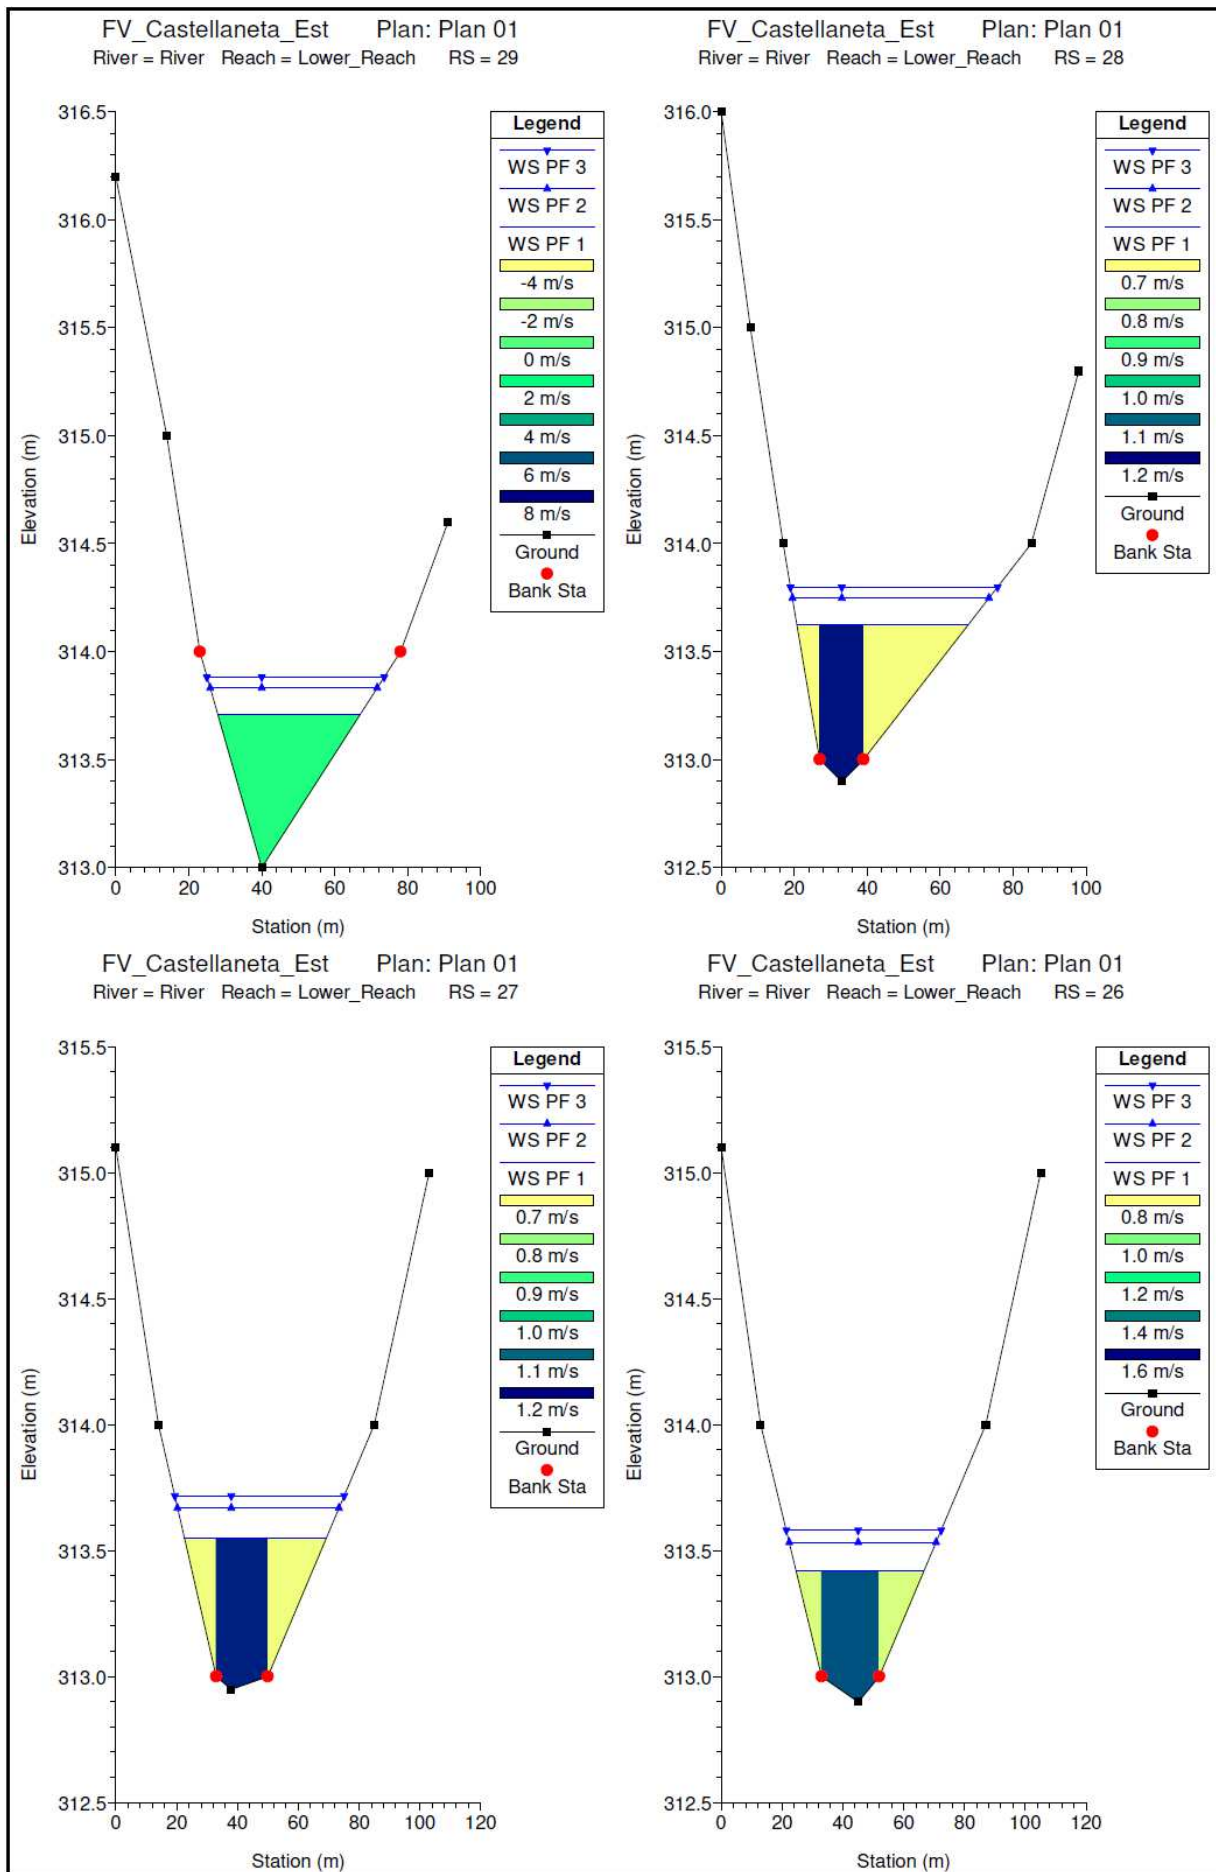 FV_Castellaneta_Est Plan: Plan 01
River = River Reach = Lower_Reach RS = 29
316.5
316.0
315.5
315.0
314.5
314.0
313.5
313.0
0 20 40 60 80 100
Station (m)
Elevation (m)
Legend
WS PF 3
WS PF 2
WS PF 1
-4 m/s
-2 m/s
0 m/s
2 m/s
4 m/s
6 m/s
8 m/s
Ground
Bank Sta
FV_Castellaneta_Est Plan: Plan 01
River = River Reach = Lower_Reach RS = 28
316.0
315.5
315.0
314.5
314.0
313.5
313.0
312.5
0 20 40 60 80 100
Station (m)
Elevation (m)
Legend
WS PF 3
WS PF 2
WS PF 1
0.7 m/s
0.8 m/s
0.9 m/s
1.0 m/s
1.1 m/s
1.2 m/s
Ground
Bank Sta
FV_Castellaneta_Est Plan: Plan 01
River = River Reach = Lower_Reach RS = 27
315.5
315.0
314.5
314.0
313.5
313.0
312.5
0 20 40 60 80 100 120
Station (m)
Elevation (m)
Legend
WS PF 3
WS PF 2
WS PF 1
0.7 m/s
0.8 m/s
0.9 m/s
1.0 m/s
1.1 m/s
1.2 m/s
Ground
Bank Sta
FV_Castellaneta_Est Plan: Plan 01
River = River Reach = Lower_Reach RS = 26
315.5
315.0
314.5
314.0
313.5
313.0
312.5
0 20 40 60 80 100 120
Station (m)
Elevation (m)
Legend
WS PF 3
WS PF 2
WS PF 1
0.8 m/s
1.0 m/s
1.2 m/s
1.4 m/s
1.6 m/s
Ground
Bank Sta